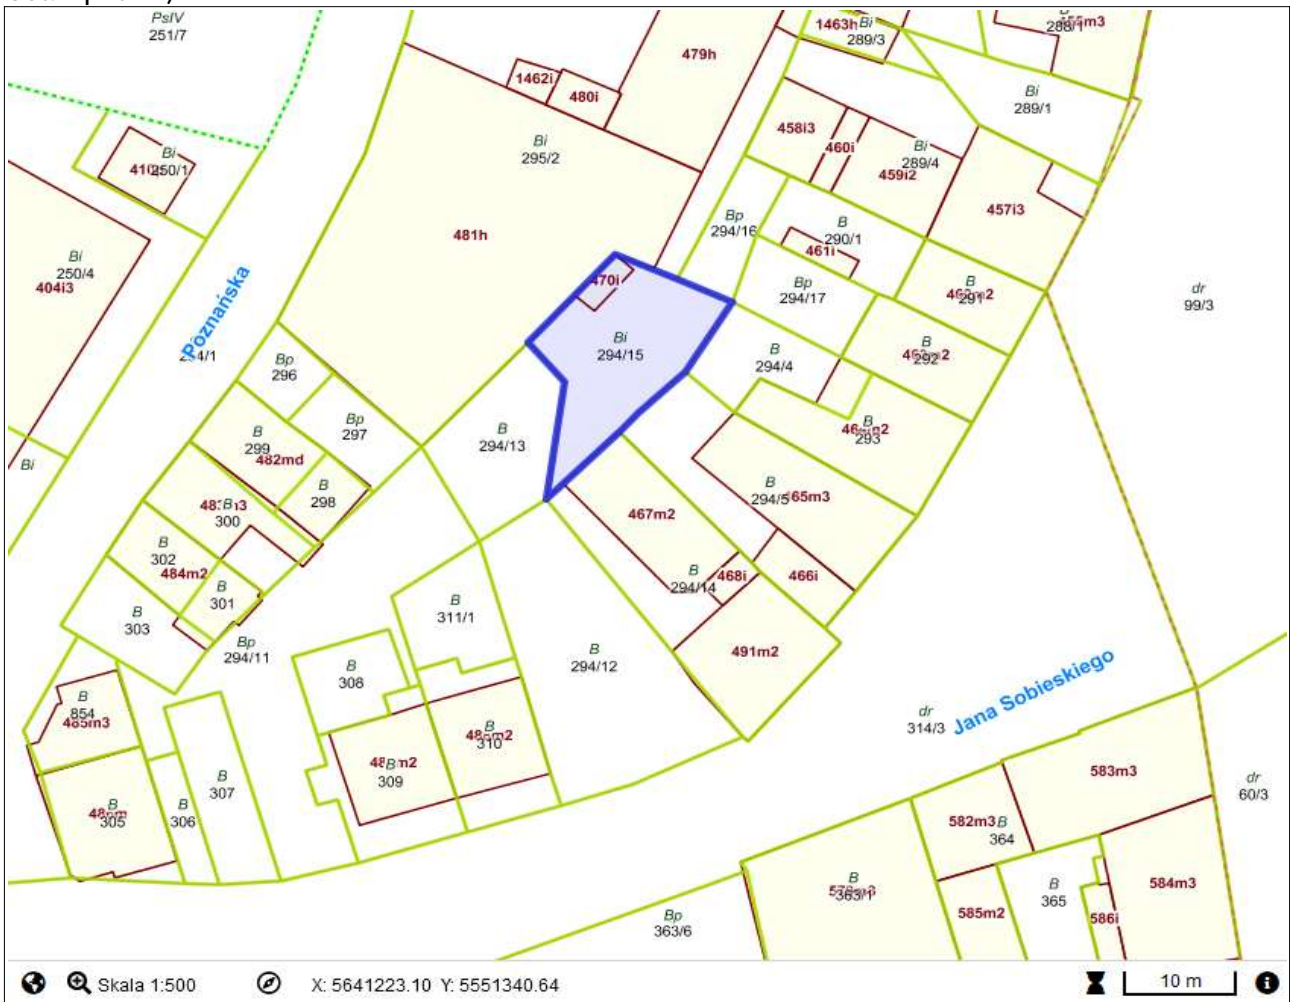 PsIV
251/7
479h
1463h
Bi
289/3
288/1
1462i
480i
Bi
289/1
Bi
295/2
458i3
460i
Bi
289/4
459i2
Bi
250/1
457i3
481h
Bp
294/16
B
290/1
461i
Bi
250/4
404i3
470i
Bp
294/17
B
291
dr
99/3
Poznańska
Bi
294/15
B
294/4
B
292
Bp
296
B
293
Bp
297
B
299
482md
B
294/13
Bi
B
298
B
294/5
465m3
B
300
467m2
B
302
484m2
B
294/14
468i
466i
B
301
B
303
B
311/1
Bp
294/11
B
294/12
491m2
B
308
Jana Sobieskiego
B
854
485m3
dr
314/3
B
310
B
309
583m3
B
307
dr
60/3
B
305
B
306
582m3
B
364
B
363/1
B
365
584m3
Bp
363/6
585m2
586i
Skala 1:500
X: 5641223.10 Y: 5551340.64
10 m